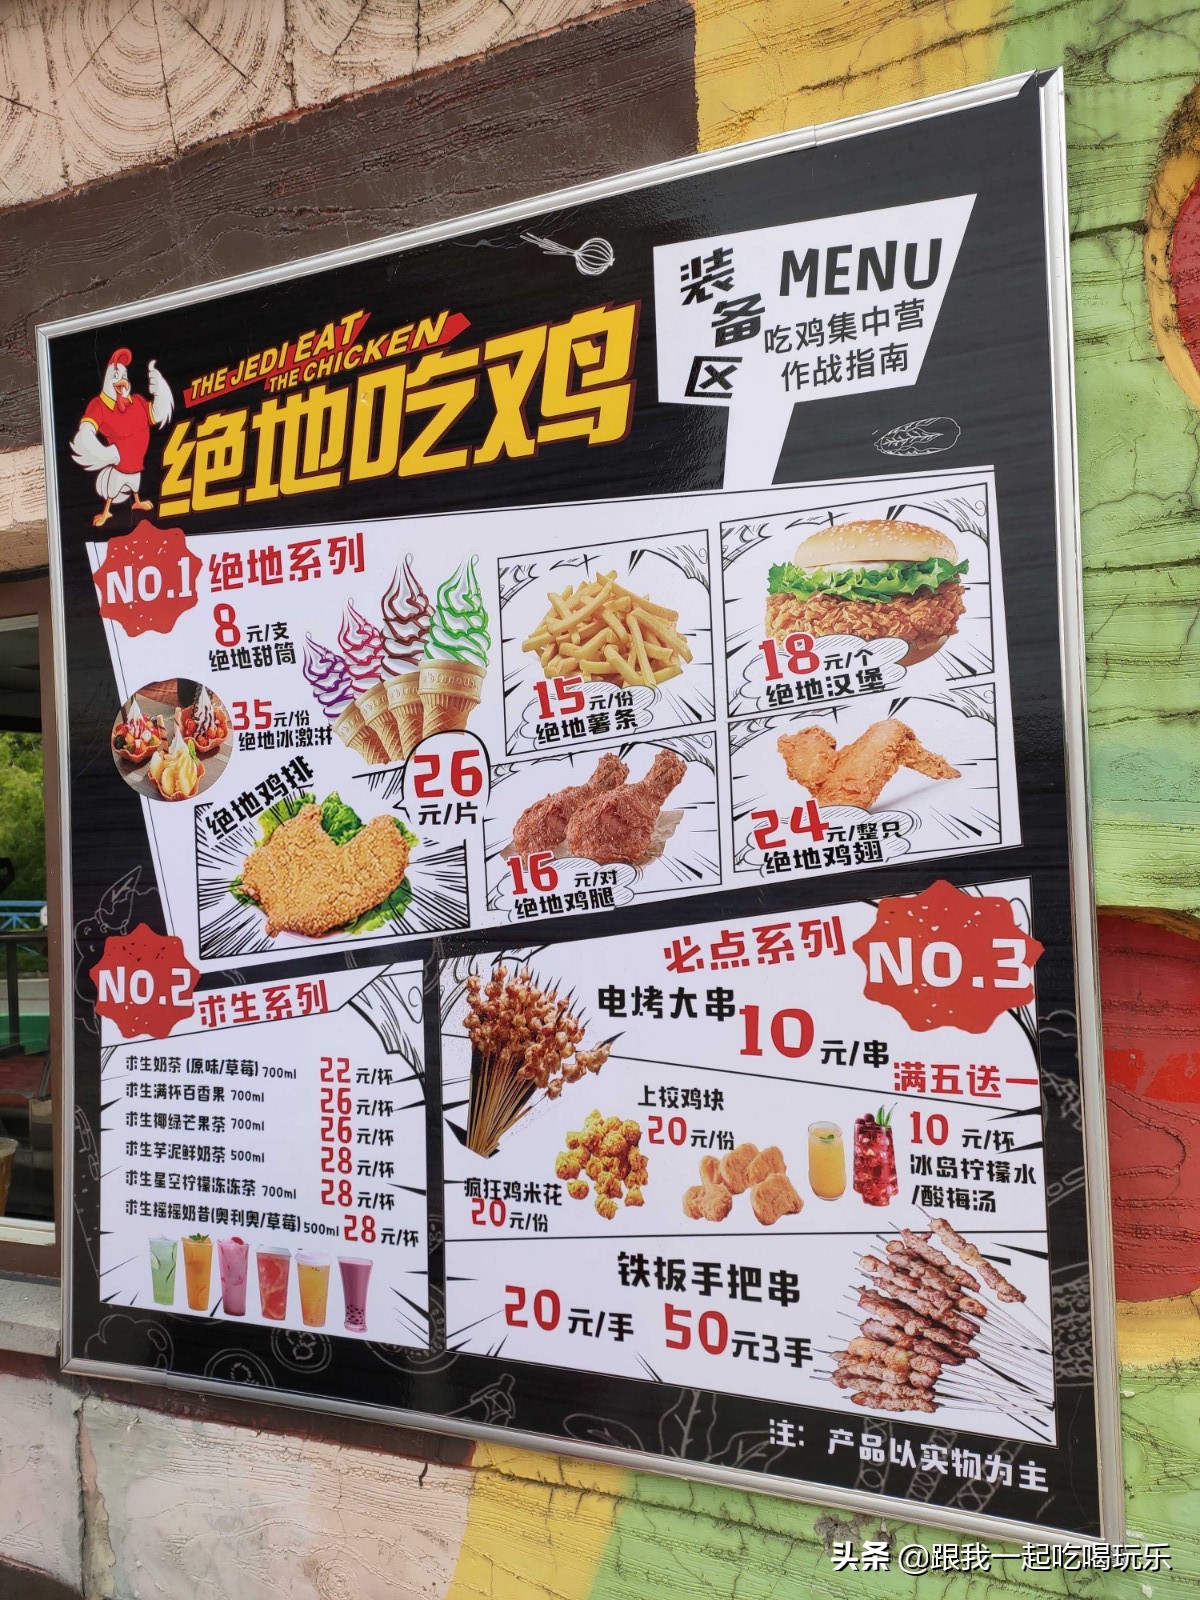 THE JEDI EAT
THE CHICKEN
绝地吃鸡
装备区
MENU
吃鸡集中营
作战指南
NO.1 绝地系列
8元/支
绝地甜筒
35元/份
绝地冰激淋
绝地鸡排
26
元/片
15元/份
绝地薯条
18元/个
绝地汉堡
16 元/对
绝地鸡腿
24元/整只
绝地鸡翅
NO.2 求生系列
求生奶茶(原味/草莓)700ml 22元/杯
求生满杯百香果 700ml 26元/杯
求生椰绿芒果茶 700ml 26元/杯
求生芋泥鲜奶茶 500ml 28元/杯
求生星空柠檬冻冻茶 700ml 28元/杯
求生摇摇奶昔(奥利奥/草莓)500ml 28元/杯
必点系列 NO.3
电烤大串10元/串
满五送一
上校鸡块
20元/份
疯狂鸡米花
20元/份
10 元/杯
冰岛柠檬水
/酸梅汤
铁板手把串
20元/手 50元3手
注：产品以实物为主
头条 @跟我一起吃喝玩乐